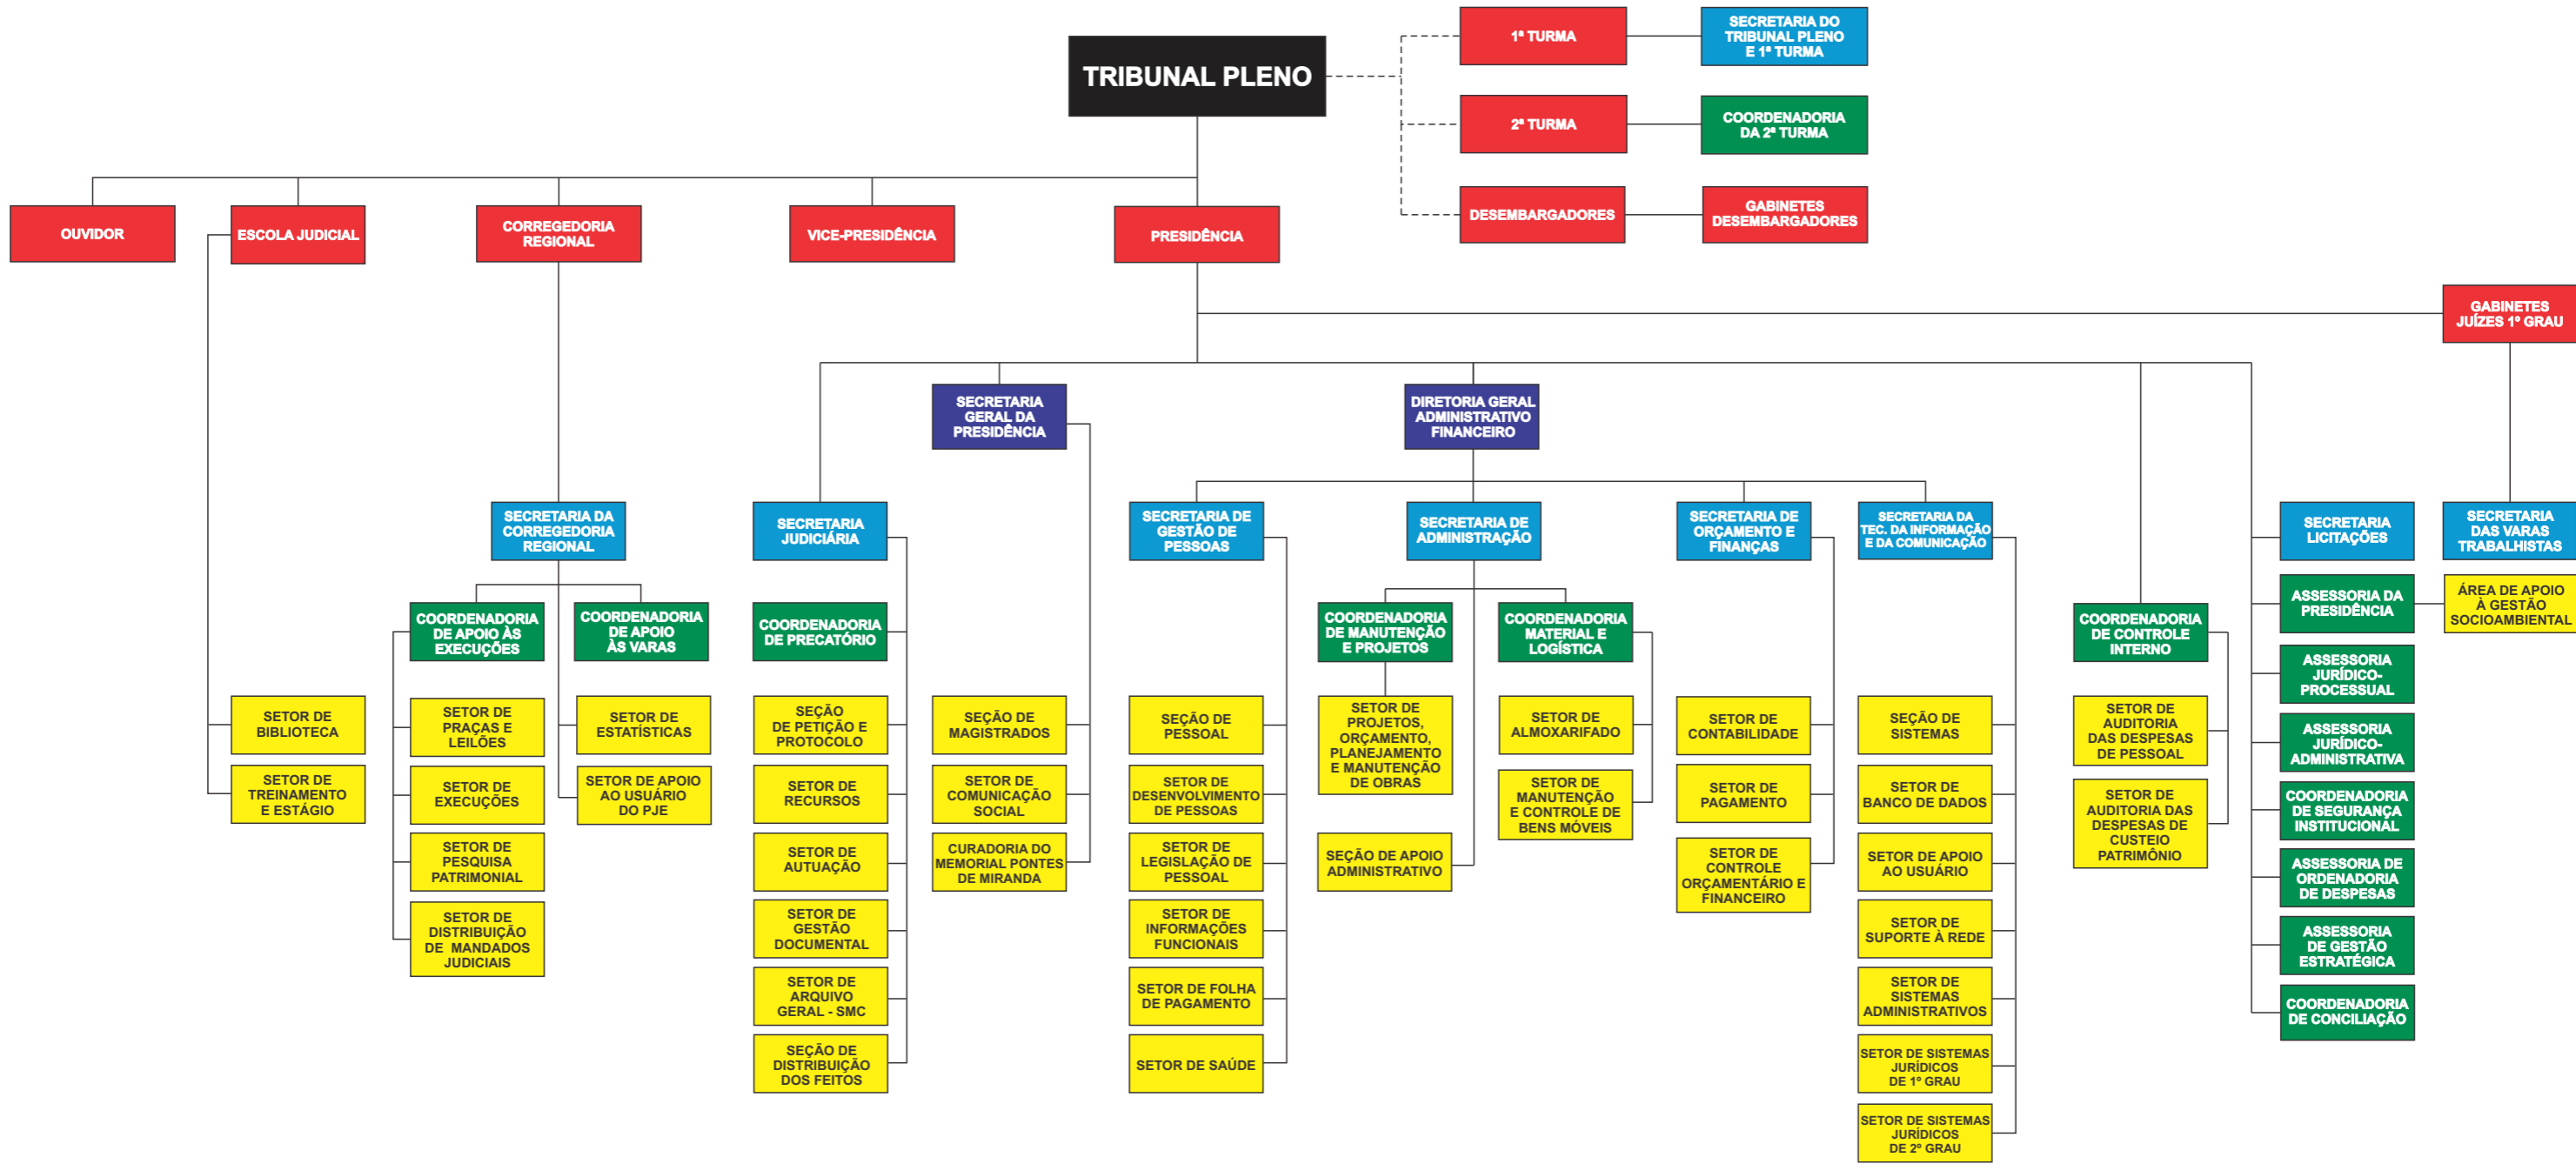 TRIBUNAL PLENO
1ª TURMA
SECRETARIA DO
TRIBUNAL PLENO
E 1ª TURMA
2ª TURMA
COORDENADORIA
DA 2ª TURMA
DESEMBARGADORES
GABINETES
DESEMBARGADORES
OUVIDOR
ESCOLA JUDICIAL
CORREGEDORIA
REGIONAL
VICE-PRESIDÊNCIA
PRESIDÊNCIA
GABINETES
JUÍZES 1º GRAU
SECRETARIA
GERAL DA
PRESIDÊNCIA
DIRETORIA GERAL
ADMINISTRATIVO
FINANCEIRO
SECRETARIA DA
CORREGEDORIA
REGIONAL
SECRETARIA
JUDICIÁRIA
SECRETARIA DE
GESTÃO DE
PESSOAS
SECRETARIA DE
ADMINISTRAÇÃO
SECRETARIA DE
ORÇAMENTO E
FINANÇAS
SECRETARIA DA
TEC. DA INFORMAÇÃO
E DA COMUNICAÇÃO
SECRETARIA
LICITAÇÕES
SECRETARIA
DAS VARAS
TRABALHISTAS
COORDENADORIA
DE APOIO ÀS
EXECUÇÕES
COORDENADORIA
DE APOIO
ÀS VARAS
COORDENADORIA
DE PRECATÓRIO
COORDENADORIA
DE MANUTENÇÃO
E PROJETOS
COORDENADORIA
MATERIAL E
LOGÍSTICA
COORDENADORIA
DE CONTROLE
INTERNO
ASSESSORIA DA
PRESIDÊNCIA
ÁREA DE APOIO
À GESTÃO
SOCIOAMBIENTAL
ASSESSORIA
JURÍDICO-
PROCESSUAL
ASSESSORIA
JURÍDICO-
ADMINISTRATIVA
COORDENADORIA
DE SEGURANÇA
INSTITUCIONAL
ASSESSORIA DE
ORDENADORIA
DE DESPESAS
ASSESSORIA
DE GESTÃO
ESTRATÉGICA
COORDENADORIA
DE CONCILIAÇÃO
SETOR DE
BIBLIOTECA
SETOR DE
TREINAMENTO
E ESTÁGIO
SETOR DE
PRAÇAS E
LEILÕES
SETOR DE
EXECUÇÕES
SETOR DE
PESQUISA
PATRIMONIAL
SETOR DE
DISTRIBUIÇÃO
DE MANDADOS
JUDICIAIS
SETOR DE
ESTATÍSTICAS
SETOR DE APOIO
AO USUÁRIO
DO PJE
SEÇÃO
DE PETIÇÃO E
PROTOCOLO
SETOR DE
RECURSOS
SETOR DE
AUTUAÇÃO
SETOR DE
GESTÃO
DOCUMENTAL
SETOR DE
ARQUIVO
GERAL - SMC
SEÇÃO DE
DISTRIBUIÇÃO
DOS FEITOS
SEÇÃO DE
MAGISTRADOS
SETOR DE
COMUNICAÇÃO
SOCIAL
CURADORIA DO
MEMORIAL PONTES
DE MIRANDA
SEÇÃO DE
PESSOAL
SETOR DE
DESENVOLVIMENTO
DE PESSOAS
SETOR DE
LEGISLAÇÃO DE
PESSOAL
SETOR DE
INFORMAÇÕES
FUNCIONAIS
SETOR DE FOLHA
DE PAGAMENTO
SETOR DE SAÚDE
SETOR DE
PROJETOS,
ORÇAMENTO,
PLANEJAMENTO
E MANUTENÇÃO
DE OBRAS
SEÇÃO DE APOIO
ADMINISTRATIVO
SETOR DE
ALMOXARIFADO
SETOR DE
MANUTENÇÃO
E CONTROLE DE
BENS MÓVEIS
SETOR DE
CONTABILIDADE
SETOR DE
PAGAMENTO
SETOR DE
CONTROLE
ORÇAMENTÁRIO E
FINANCEIRO
SEÇÃO DE
SISTEMAS
SETOR DE
BANCO DE DADOS
SETOR DE APOIO
AO USUÁRIO
SETOR DE
SUPORTE À REDE
SETOR DE
SISTEMAS
ADMINISTRATIVOS
SETOR DE SISTEMAS
JURÍDICOS
DE 1º GRAU
SETOR DE SISTEMAS
JURÍDICOS
DE 2º GRAU
SETOR DE
AUDITORIA
DAS DESPESAS
DE PESSOAL
SETOR DE
AUDITORIA DAS
DESPESAS DE
CUSTEIO
PATRIMÔNIO